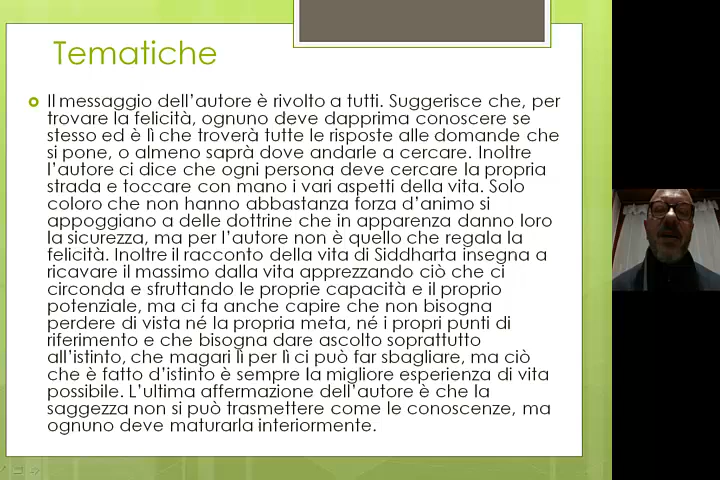 Tematiche
Il messaggio dell’autore è rivolto a tutti. Suggerisce che, per
trovare la felicità, ognuno deve dapprima conoscere se
stesso ed è lì che troverà tutte le risposte alle domande che
si pone, o almeno saprà dove andarle a cercare. Inoltre
l’autore ci dice che ogni persona deve cercare la propria
strada e toccare con mano i vari aspetti della vita. Solo
coloro che non hanno abbastanza forza d’animo si
appoggiano a delle dottrine che in apparenza danno loro
la sicurezza, ma per l’autore non è quello che regala la
felicità. Inoltre il racconto della vita di Siddharta insegna a
ricavare il massimo dalla vita apprezzando ciò che ci
circonda e sfruttando le proprie capacità e il proprio
potenziale, ma ci fa anche capire che non bisogna
perdere di vista né la propria meta, né i propri punti di
riferimento e che bisogna dare ascolto soprattutto
all’istinto, che magari lì per lì ci può far sbagliare, ma ciò
che è fatto d’istinto è sempre la migliore esperienza di vita
possibile. L’ultima affermazione dell’autore è che la
saggezza non si può trasmettere come le conoscenze, ma
ognuno deve maturarla interiormente.